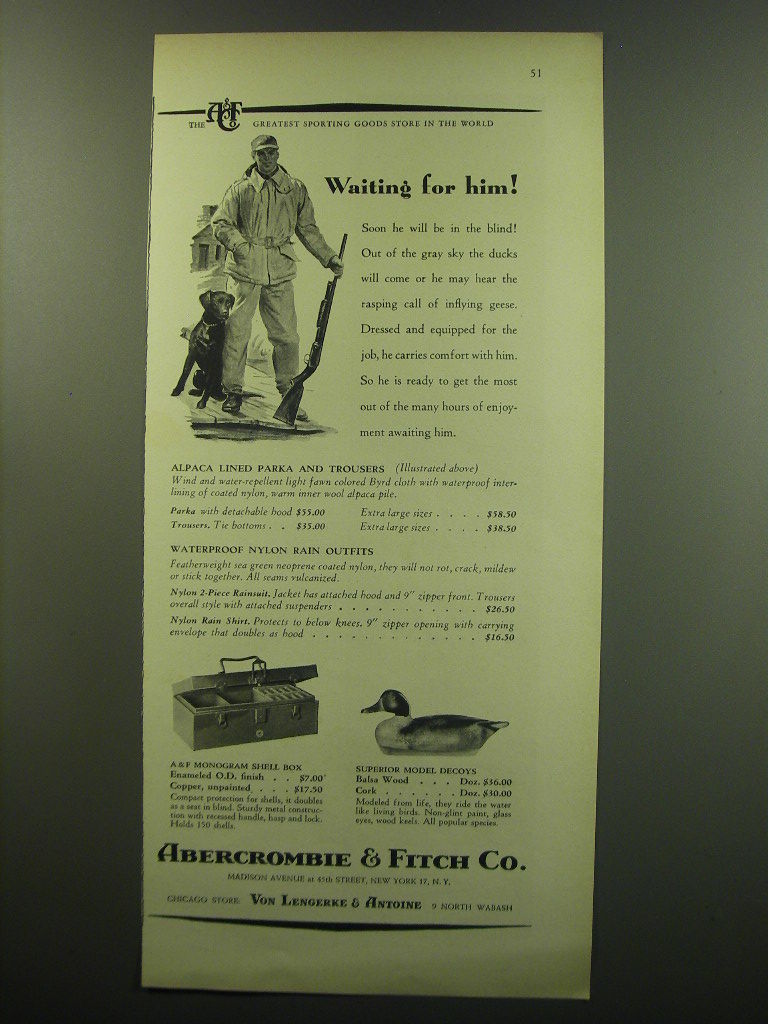 51
THE A&F Co GREATEST SPORTING GOODS STORE IN THE WORLD
Waiting for him!
Soon he will be in the blind!
Out of the gray sky the ducks
will come or he may hear the
rasping call of inflying geese.
Dressed and equipped for the
job, he carries comfort with him.
So he is ready to get the most
out of the many hours of enjoy-
ment awaiting him.
ALPACA LINED PARKA AND TROUSERS (Illustrated above)
Wind and water-repellent light fawn colored Byrd cloth with waterproof inter-
lining of coated nylon, warm inner wool alpaca pile.
Parka with detachable hood $55.00 Extra large sizes . . . . $58.50
Trousers. Tie bottoms . . $35.00 Extra large sizes . . . . $38.50
WATERPROOF NYLON RAIN OUTFITS
Featherweight sea green neoprene coated nylon, they will not rot, crack, mildew
or stick together. All seams vulcanized.
Nylon 2-Piece Rainsuit. Jacket has attached hood and 9" zipper front. Trousers
overall style with attached suspenders . . . . . . . . . . . $26.50
Nylon Rain Shirt. Protects to below knees. 9" zipper opening with carrying
envelope that doubles as hood . . . . . . . . . . . . . $16.50
A&F MONOGRAM SHELL BOX
Enameled O.D. finish . . $7.00
Copper, unpainted . . . $17.50
Compact protection for shells, it doubles
as a seat in blind. Sturdy metal construc-
tion with recessed handle, hasp and lock.
Holds 150 shells.
SUPERIOR MODEL DECOYS
Balsa Wood . . . Doz. $36.00
Cork . . . . . . Doz. $30.00
Modeled from life, they ride the water
like living birds. Non-glint paint, glass
eyes, wood keels. All popular species.
ABERCROMBIE & FITCH CO.
MADISON AVENUE at 45th STREET, NEW YORK 17, N. Y.
CHICAGO STORE: VON LENGERKE & ANTOINE 9 NORTH WABASH